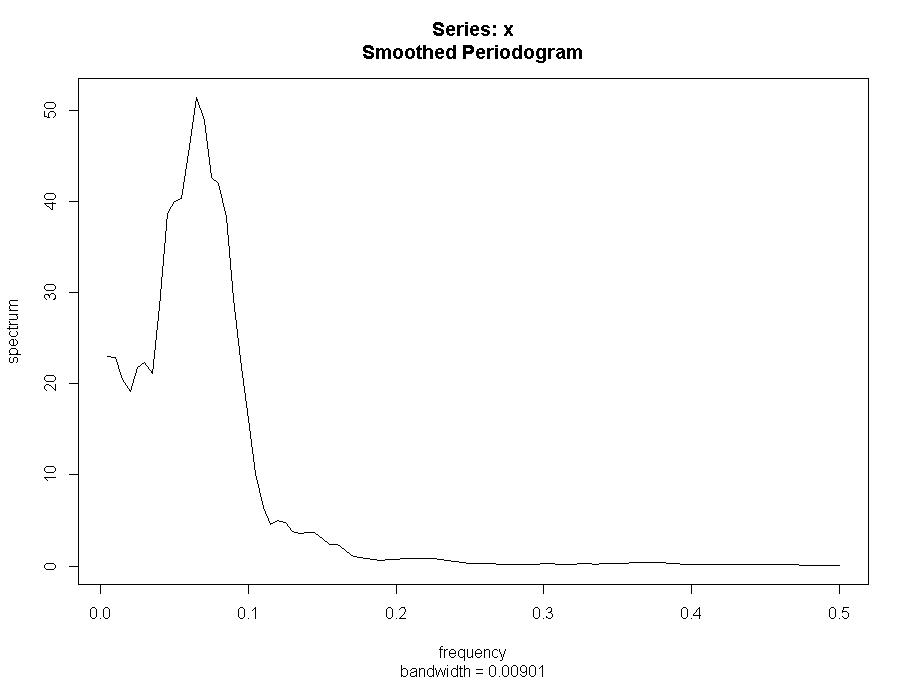 Series: x
Smoothed Periodogram
spectrum
50
40
30
20
10
0
0.0 0.1 0.2 0.3 0.4 0.5
frequency
bandwidth = 0.00901